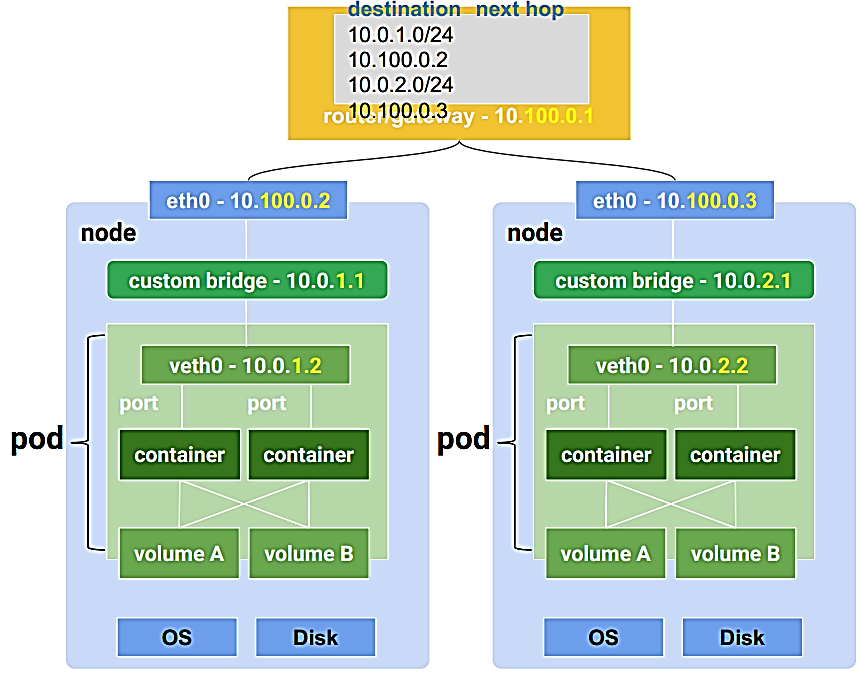 destination next hop
10.0.1.0/24
10.100.0.2
10.0.2.0/24
10.100.0.3
router/gateway - 10.100.0.1
eth0 - 10.100.0.2
node
custom bridge - 10.0.1.1
pod
veth0 - 10.0.1.2
port port
container container
volume A volume B
OS Disk
eth0 - 10.100.0.3
node
custom bridge - 10.0.2.1
pod
veth0 - 10.0.2.2
port port
container container
volume A volume B
OS Disk